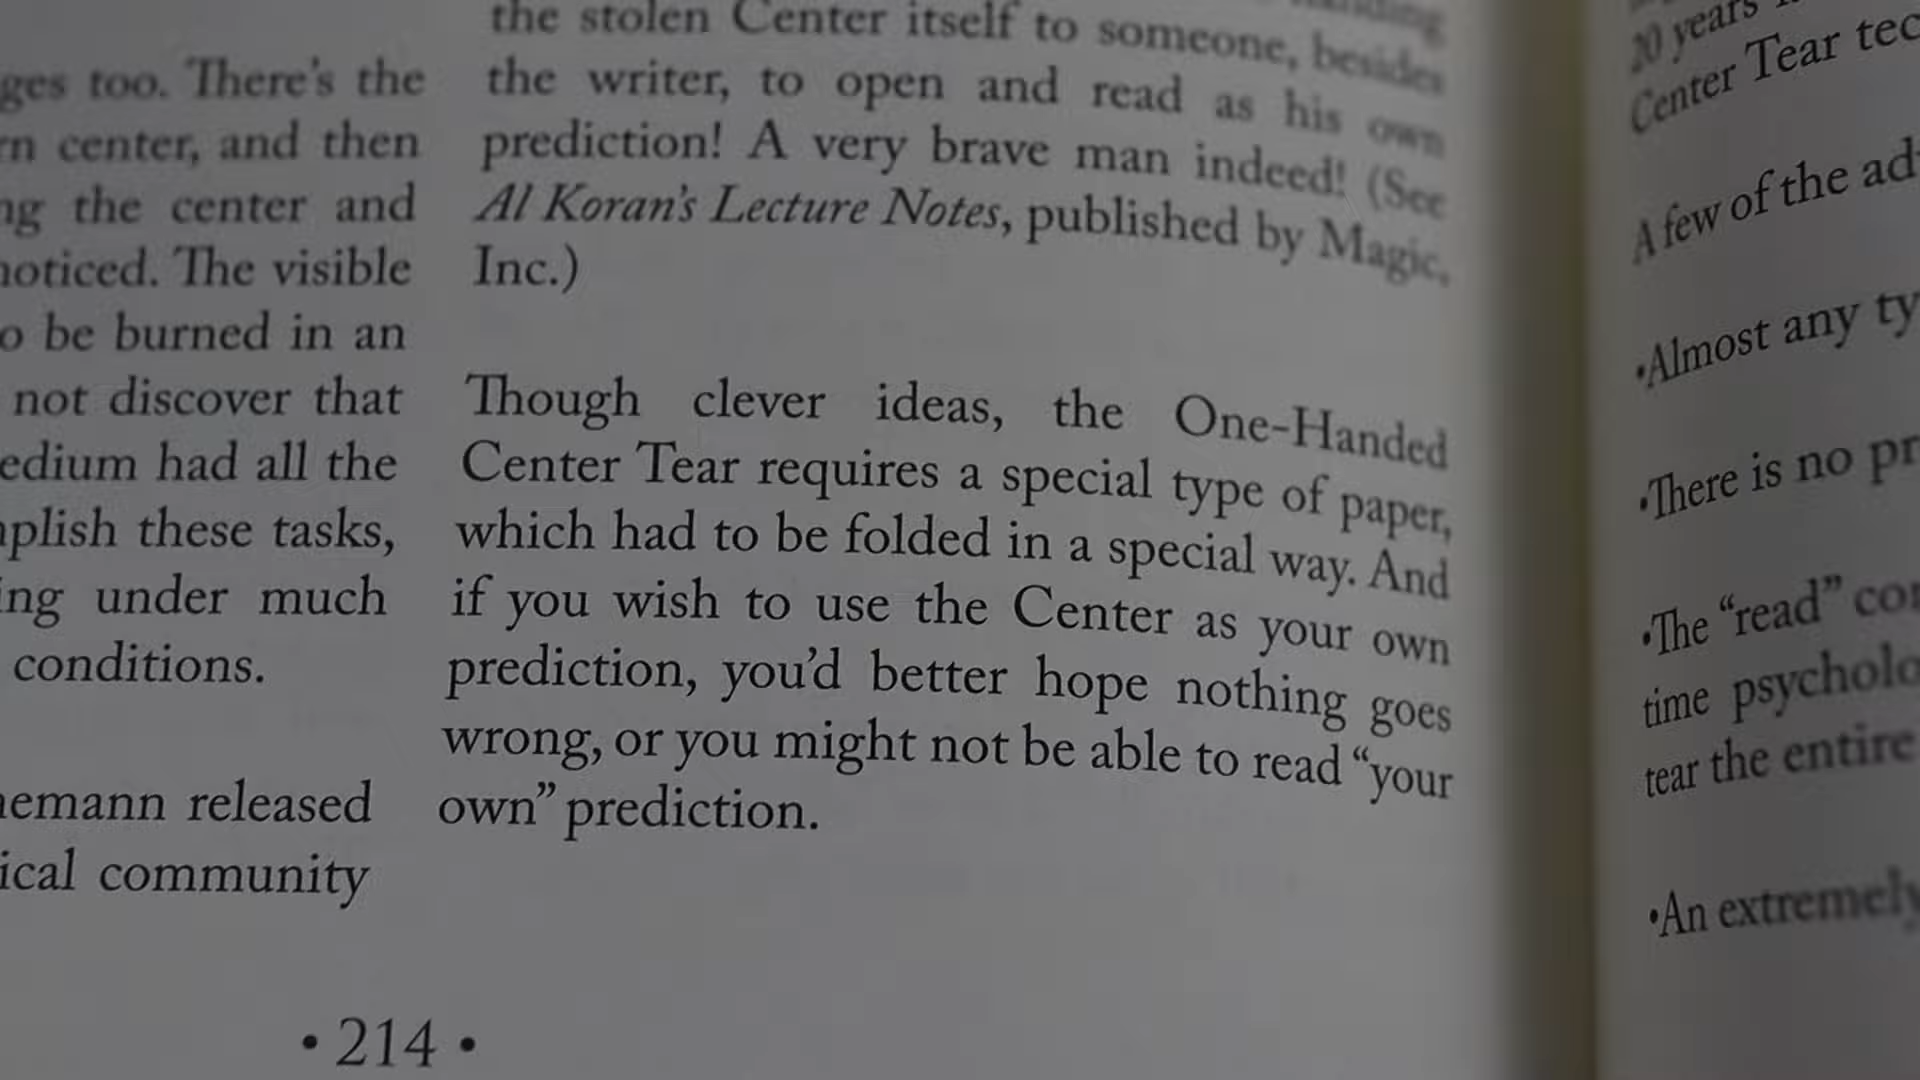 ges too. There's the
center, and then
the center and
noticed. The visible
be burned in an
not discover that
had all the
these tasks,
under much
conditions.
released
community
the stolen Center itself to someone, besides
the writer, to open and read as his own
prediction! A very brave man indeed! (See
Al Koran's Lecture Notes, published by Magic,
Inc.)
Though clever ideas, the One-Handed
Center Tear requires a special type of paper,
which had to be folded in a special way. And
if you wish to use the Center as your own
prediction, you'd better hope nothing goes
wrong, or you might not be able to read “your
own” prediction.
• 214 •
20 years
Center Tear tec
A few of the ad
•Almost any ty
•There is no pr
•The “read” con
time psycholo
tear the entire
•An extremely